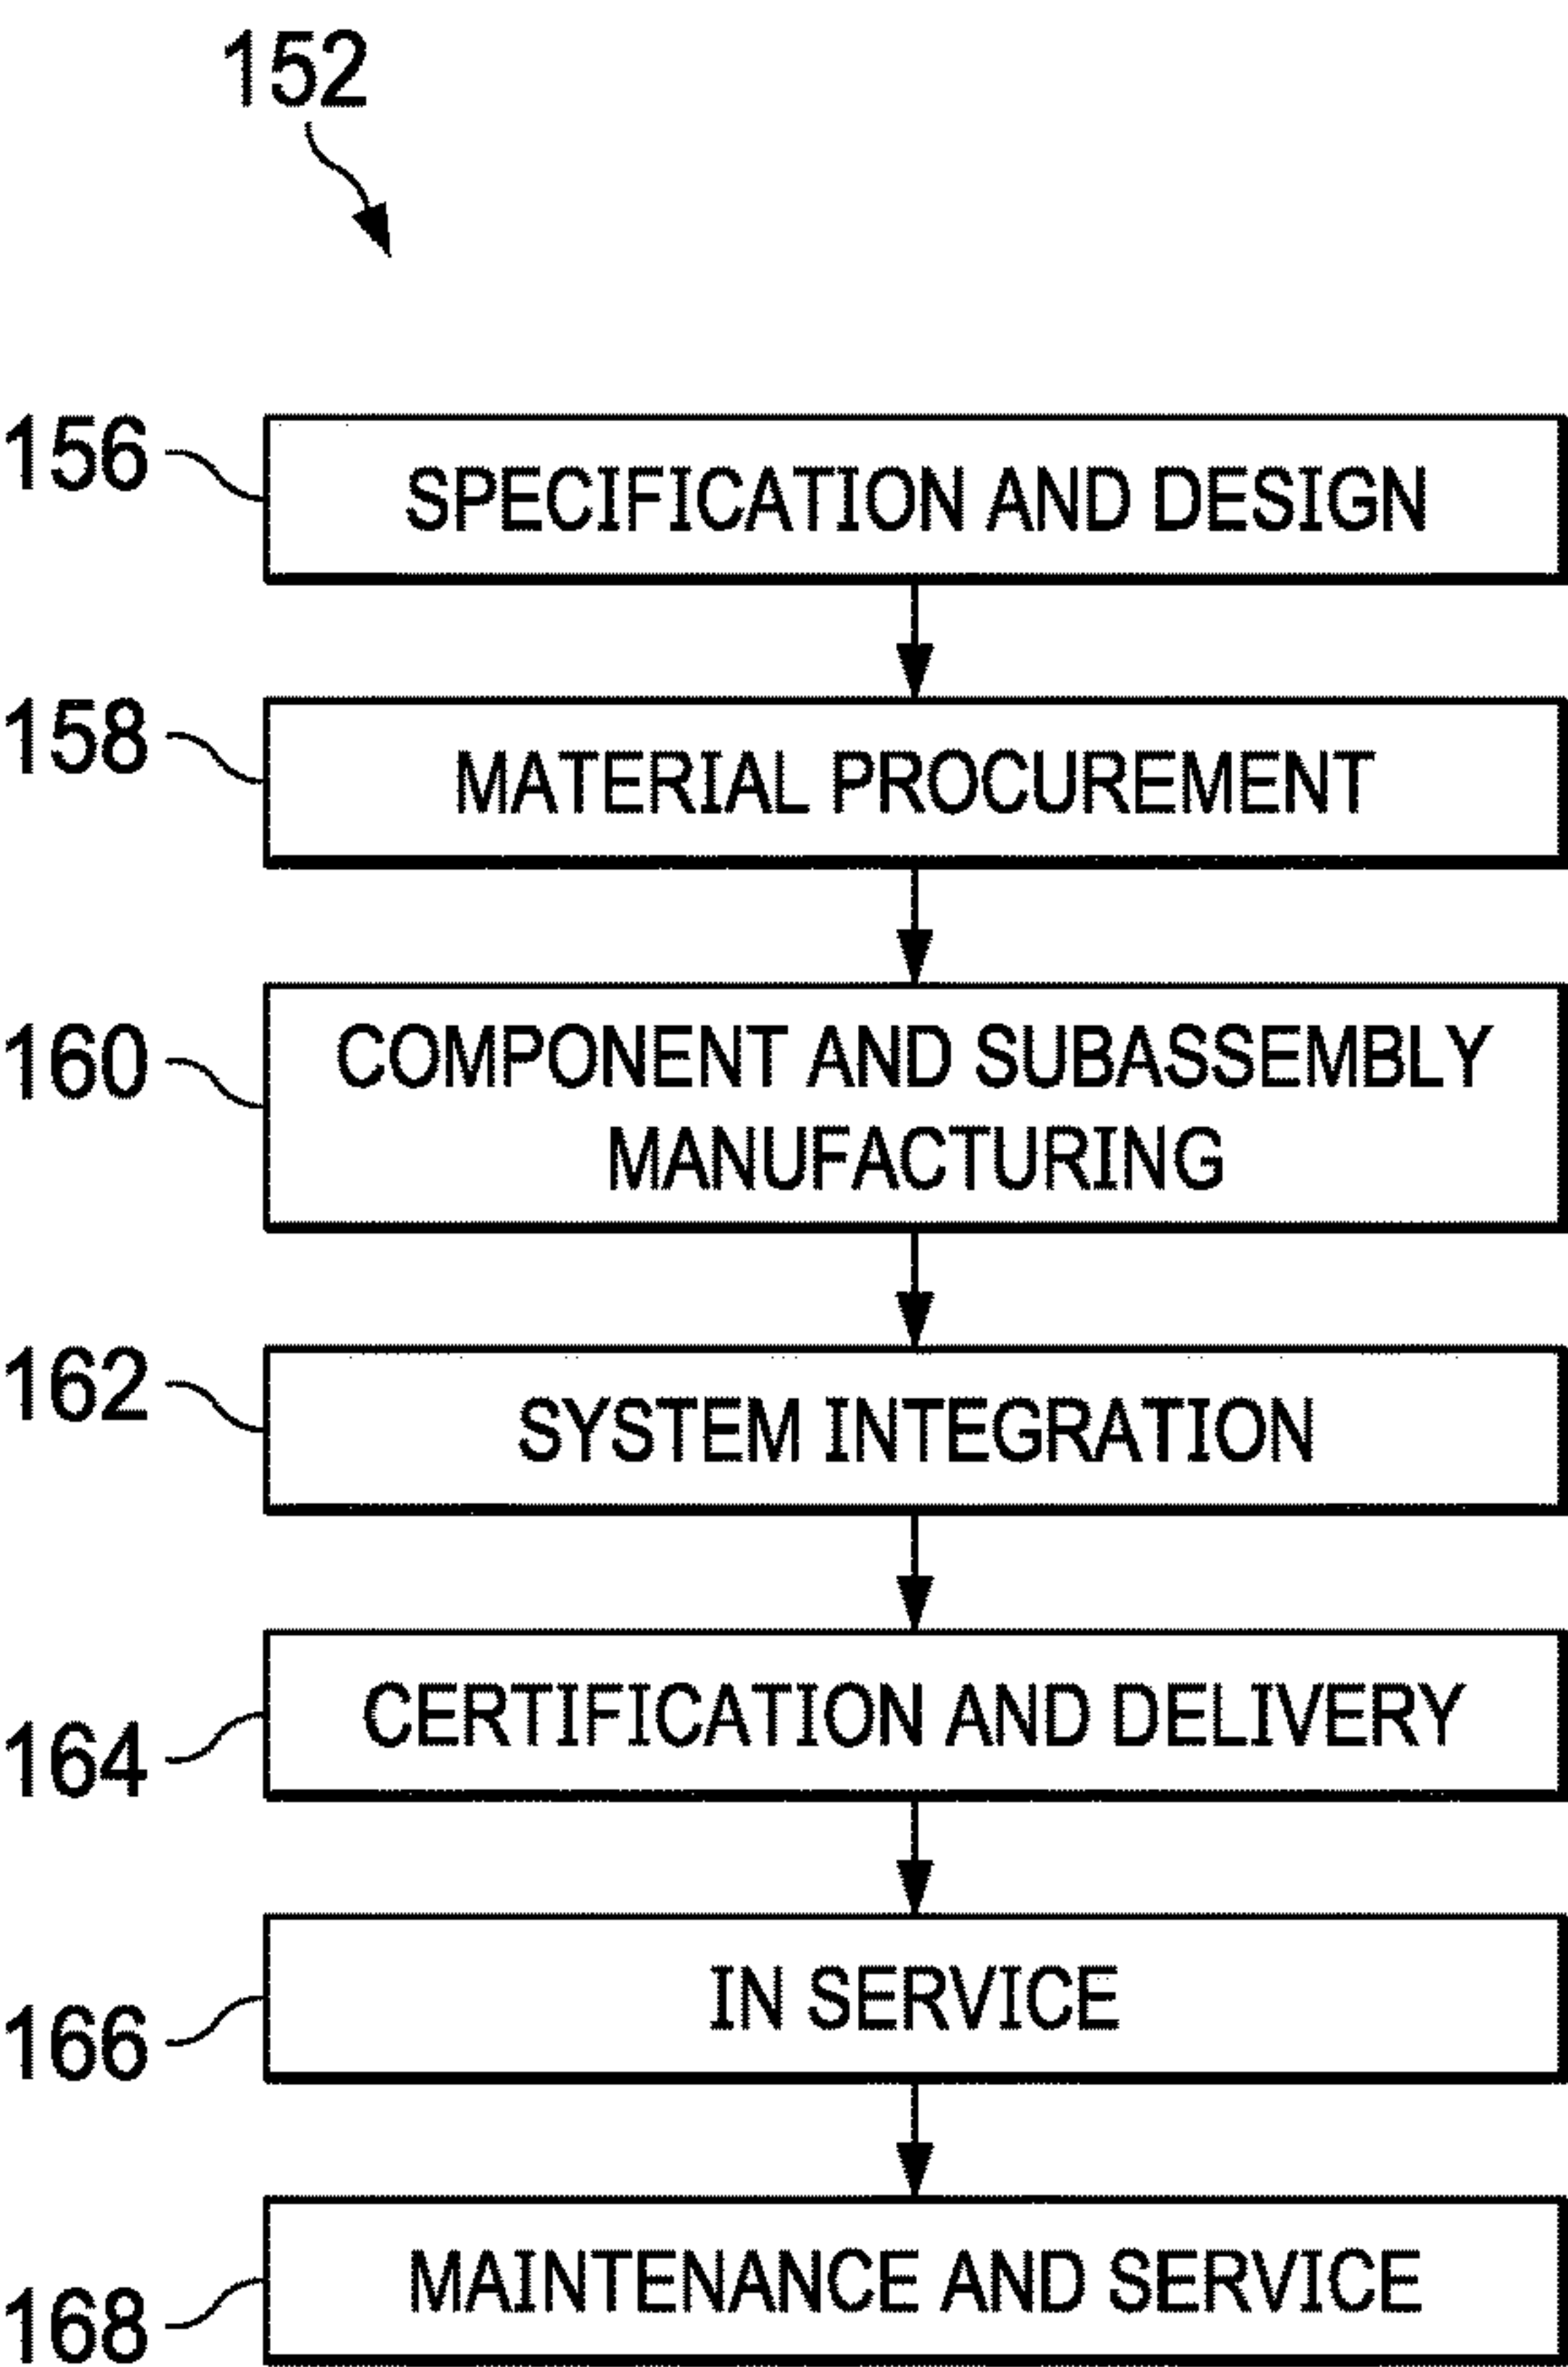 152
156
SPECIFICATION AND DESIGN
158
MATERIAL PROCUREMENT
160
COMPONENT AND SUBASSEMBLY
MANUFACTURING
162
SYSTEM INTEGRATION
164
CERTIFICATION AND DELIVERY
166
IN SERVICE
168
MAINTENANCE AND SERVICE